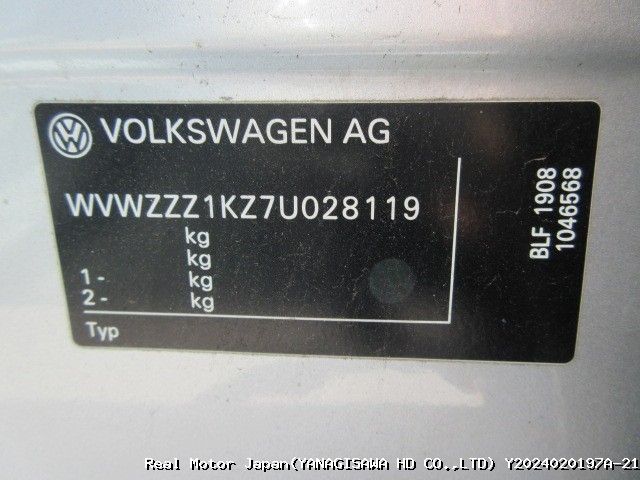 VOLKSWAGEN AG
WVWZZZ1KZ7U028119
kg
kg
1- kg
2- kg
Typ
BLF 1908
1046568
Real Motor Japan(YANAGISAWA HD CO.,LTD) Y2024020197A-21